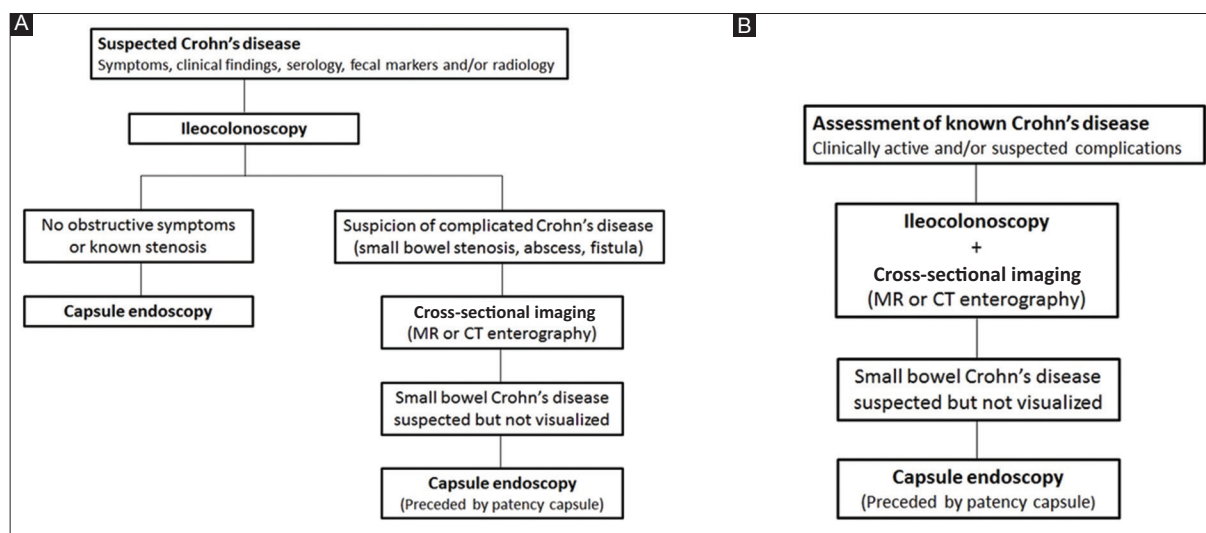 A
Suspected Crohn's disease
Symptoms, clinical findings, serology, fecal markers and/or radiology
Ileocolonoscopy
No obstructive symptoms
or known stenosis
Capsule endoscopy
Suspicion of complicated Crohn's disease
(small bowel stenosis, abscess, fistula)
Cross-sectional imaging
(MR or CT enterography)
Small bowel Crohn's disease
suspected but not visualized
Capsule endoscopy
(Preceded by patency capsule)
B
Assessment of known Crohn's disease
Clinically active and/or suspected complications
Ileocolonoscopy
+
Cross-sectional imaging
(MR or CT enterography)
Small bowel Crohn's disease
suspected but not visualized
Capsule endoscopy
(Preceded by patency capsule)